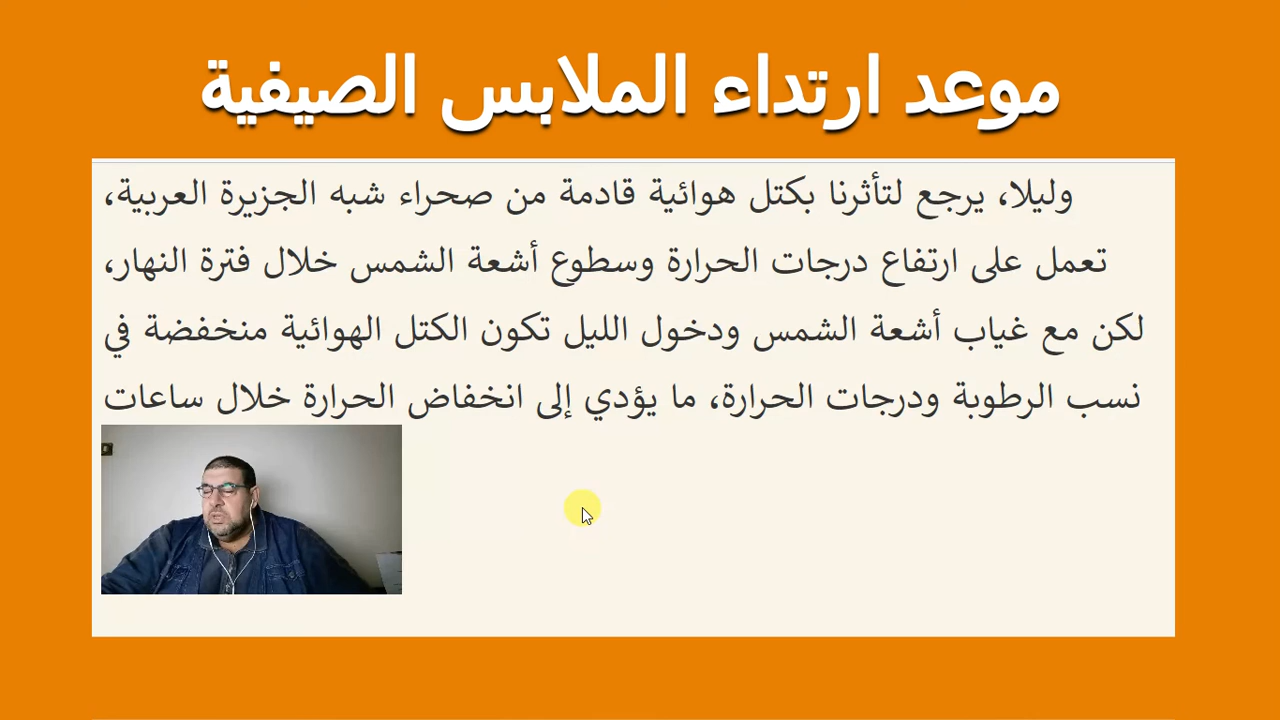 موعد ارتداء الملابس الصيفية
وليلا، يرجع لتأثرنا بكتل هوائية قادمة من صحراء شبه الجزيرة العربية،
تعمل على ارتفاع درجات الحرارة وسطوع أشعة الشمس خلال فترة النهار،
لكن مع غياب أشعة الشمس ودخول الليل تكون الكتل الهوائية منخفضة في
نسب الرطوبة ودرجات الحرارة، ما يؤدي إلى انخفاض الحرارة خلال ساعات